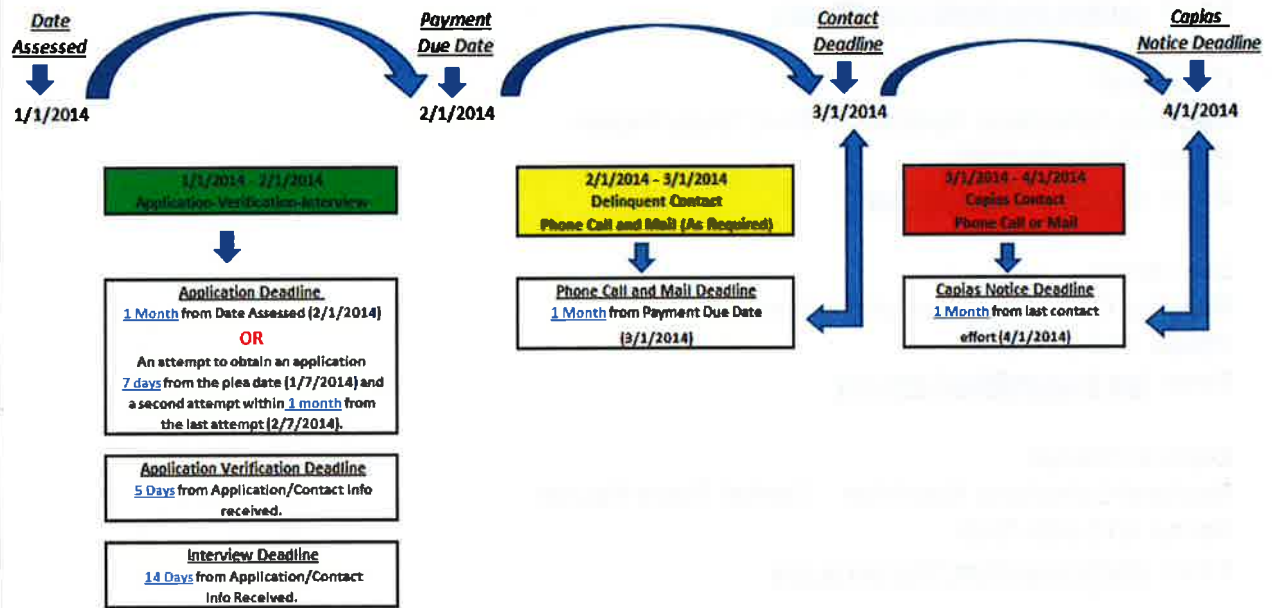 Date
Assessed
1/1/2014
Payment
Due Date
2/1/2014
Contact
Deadline
3/1/2014
Capias
Notice Deadline
4/1/2014
1/1/2014 - 2/1/2014
Application-Verification-Interview
Application Deadline
1 Month from Date Assessed (2/1/2014)
OR
An attempt to obtain an application
7 days from the plea date (1/7/2014) and
a second attempt within 1 month from
the last attempt (2/7/2014).
Application Verification Deadline
5 Days from Application/Contact Info
received.
Interview Deadline
14 Days from Application/Contact
Info Received.
2/1/2014 - 3/1/2014
Delinquent Contact
Phone Call and Mail (As Required)
Phone Call and Mail Deadline
1 Month from Payment Due Date
(3/1/2014)
3/1/2014 - 4/1/2014
Capias Contact
Phone Call or Mail
Capias Notice Deadline
1 Month from last contact
effort (4/1/2014)